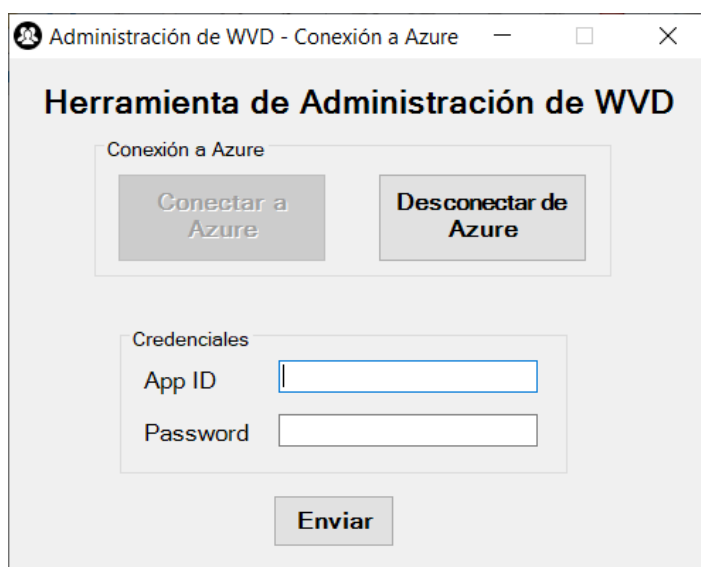 Administración de WVD - Conexión a Azure
Herramienta de Administración de WVD
Conexión a Azure
Conectar a
Azure
Desconectar de
Azure
Credenciales
App ID
Password
Enviar